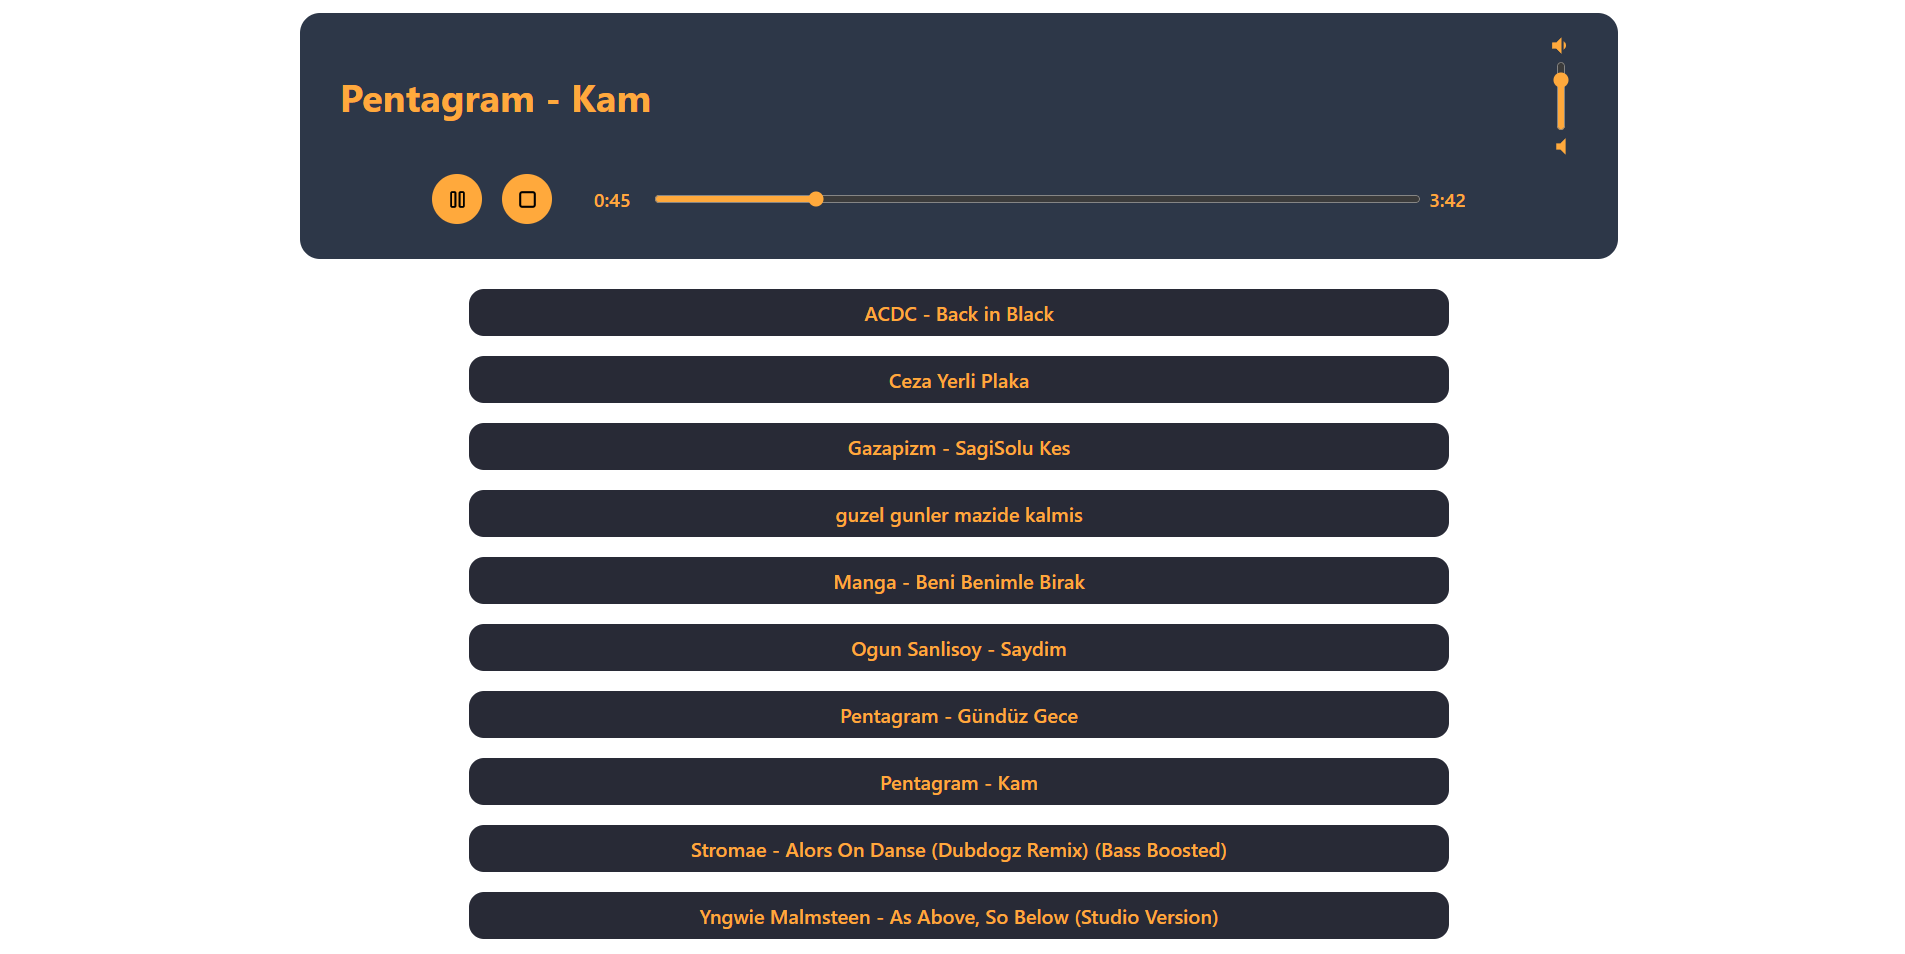 Pentagram - Kam
0:45
3:42
ACDC - Back in Black
Ceza Yerli Plaka
Gazapizm - SagiSolu Kes
guzel gunler mazide kalmis
Manga - Beni Benimle Birak
Ogun Sanlisoy - Saydim
Pentagram - Gündüz Gece
Pentagram - Kam
Stromae - Alors On Danse (Dubdogz Remix) (Bass Boosted)
Yngwie Malmsteen - As Above, So Below (Studio Version)